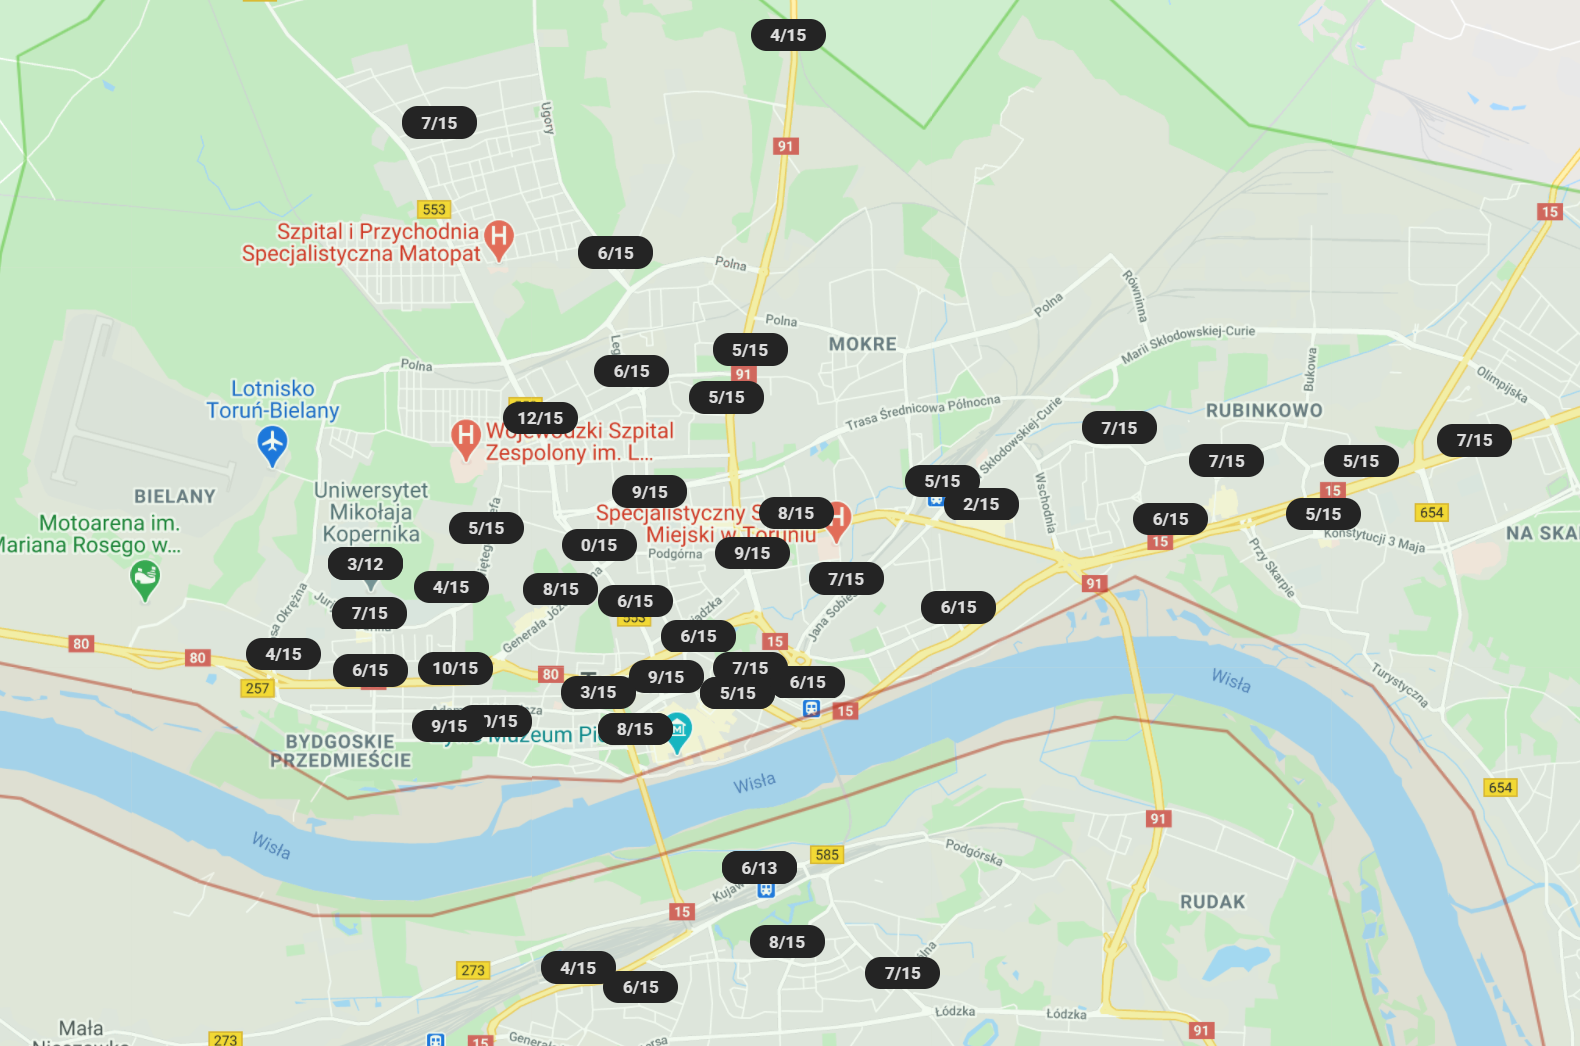 4/15
7/15
Ugory
91
553
15
Szpital i Przychodnia
Specjalistyczna Matopat
6/15
Polna
Równinna
Polna
Polna
Marii Skłodowskiej-Curie
MOKRE
5/15
Polna
6/15
91
Bukowa
Olimpijska
Lotnisko
Toruń-Bielany
5/15
Trasa Średnicowa Północna
RUBINKOWO
12/15
7/15
Wojewódzki Szpital
Zespolony im. L...
Skłodowskiej-Curie
7/15
5/15
7/15
BIELANY
Uniwersytet
Mikołaja
Kopernika
9/15
5/15
2/15
Wschodnia
15
654
Motoarena im.
Mariana Rosego w...
5/15
Specjalistyczny S
Miejski w Toruniu
8/15
6/15
5/15
15
Konstytucji 3 Maja
NA SKA
0/15
Podgórna
9/15
Przy Skarpie
3/12
4/15
8/15
7/15
91
7/15
6/15
553
6/15
80
80
4/15
6/15
15
Jana Sobies
257
6/15
10/15
80
3/15
9/15
7/15
5/15
6/15
15
Wisła
Turystyczna
9/15
0/15
8/15
Muzeum Pie
BYDGOSKIE
PRZEDMIEŚCIE
Wisła
654
91
Wisła
6/13
585
Podgórska
Kujaw
15
RUDAK
8/15
273
4/15
6/15
7/15
Łódzka
Łódzka
Mała
Nieszawka
273
15
Generała
91